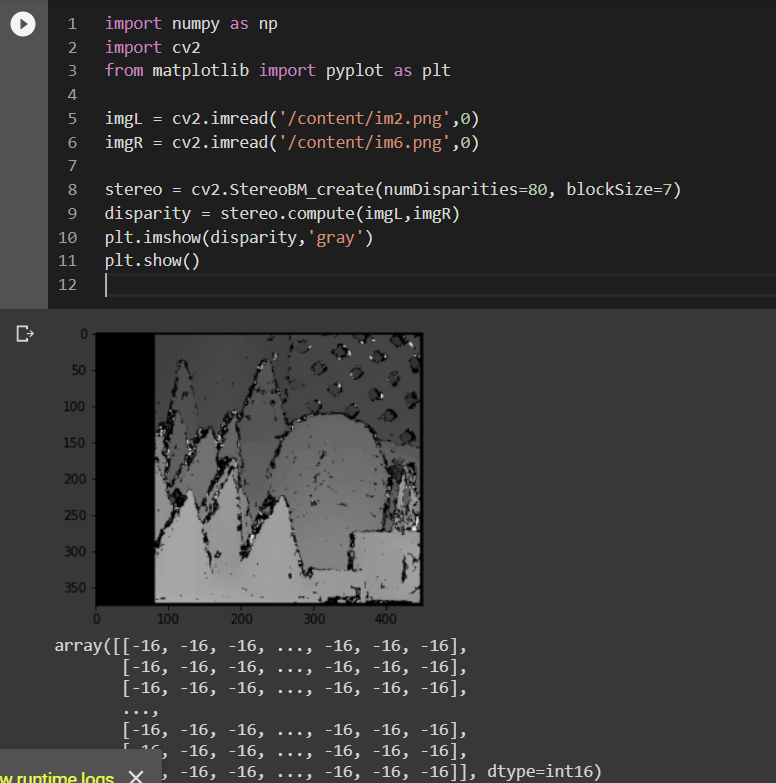 1 import numpy as np
2 import cv2
3 from matplotlib import pyplot as plt
4
5 imgL = cv2.imread('/content/im2.png',0)
6 imgR = cv2.imread('/content/im6.png',0)
7
8 stereo = cv2.StereoBM_create(numDisparities=80, blockSize=7)
9 disparity = stereo.compute(imgL,imgR)
10 plt.imshow(disparity,'gray')
11 plt.show()
12
0
50
100
150
200
250
300
350
0 100 200 300 400
array([[-16, -16, -16, ..., -16, -16, -16],
[-16, -16, -16, ..., -16, -16, -16],
[-16, -16, -16, ..., -16, -16, -16],
...,
[-16, -16, -16, ..., -16, -16, -16],
-16, -16, ..., -16, -16, -16],
, -16, -16, ..., -16, -16, -16]], dtype=int16)
runtime logs